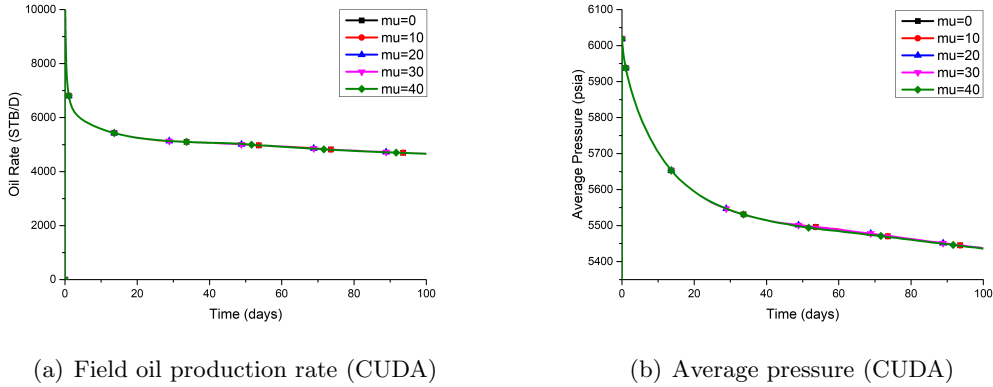 10000
8000
6000
4000
2000
0
Oil Rate (STB/D)
mu=0
mu=10
mu=20
mu=30
mu=40
0 20 40 60 80 100
Time (days)
6100
6000
5900
5800
5700
5600
5500
5400
Average Pressure (psia)
mu=0
mu=10
mu=20
mu=30
mu=40
0 20 40 60 80 100
Time (days)
(a) Field oil production rate (CUDA)
(b) Average pressure (CUDA)